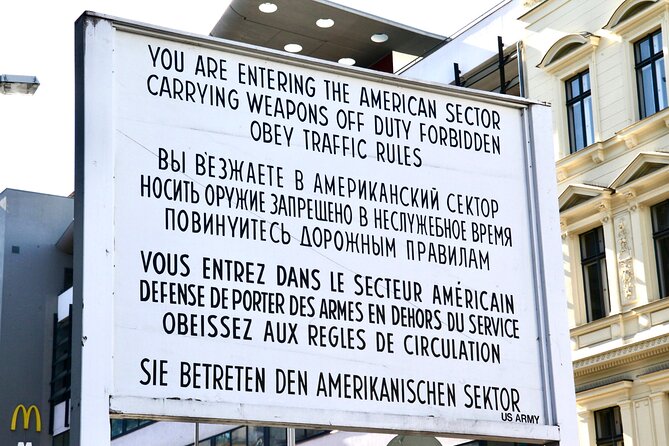 YOU ARE ENTERING THE AMERICAN SECTOR
CARRYING WEAPONS OFF DUTY FORBIDDEN
OBEY TRAFFIC RULES
ВЫ В'ЕЗЖАЕТЕ В АМЕРИКАНСКИЙ СЕКТОР
НОСИТЬ ОРУЖИЕ ЗАПРЕЩЕНО В НЕСЛУЖЕБНОЕ ВРЕМЯ
ПОВИНУЙТЕСЬ ДОРОЖНЫМ ПРАВИЛАМ
VOUS ENTREZ DANS LE SECTEUR AMÉRICAIN
DEFENSE DE PORTER DES ARMES EN DEHORS DU SERVICE
OBEISSEZ AUX REGLES DE CIRCULATION
SIE BETRETEN DEN AMERIKANISCHEN SEKTOR
US ARMY